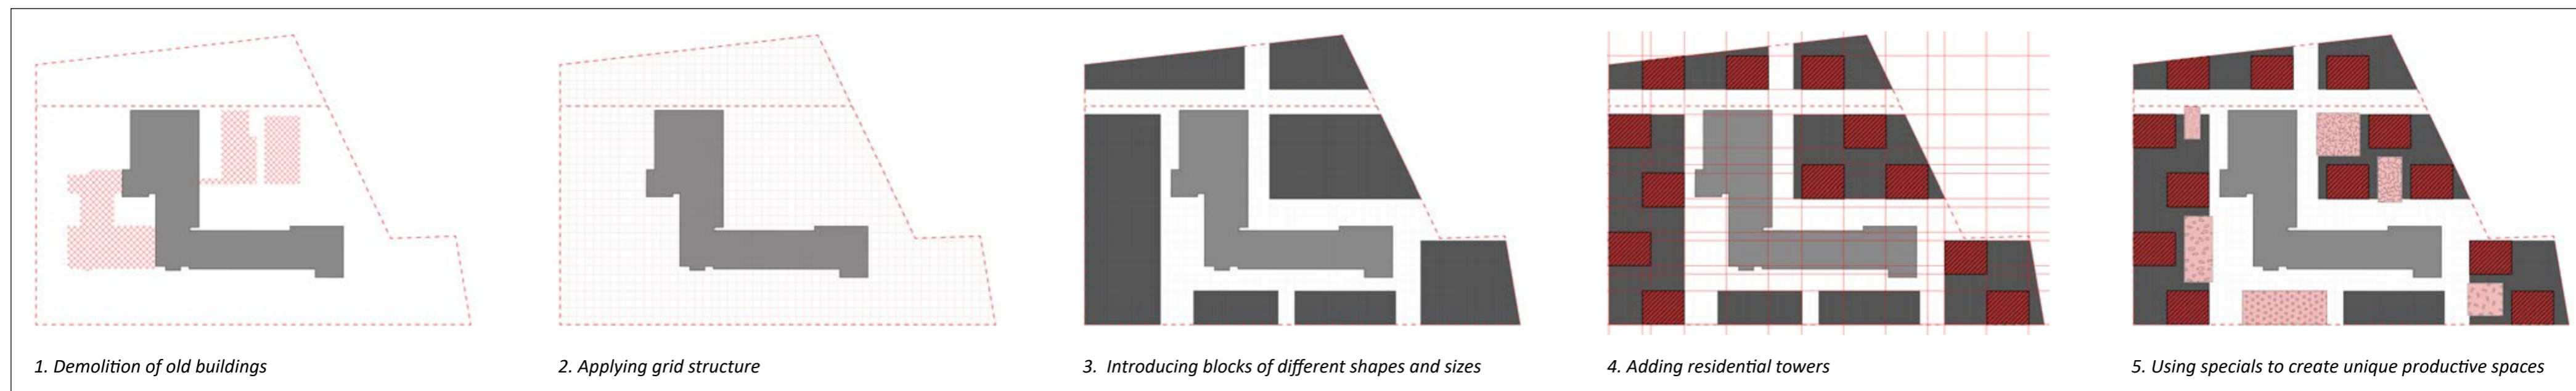 1. Demolition of old buildings
2. Applying grid structure
3. Introducing blocks of different shapes and sizes
4. Adding residential towers
5. Using specials to create unique productive spaces